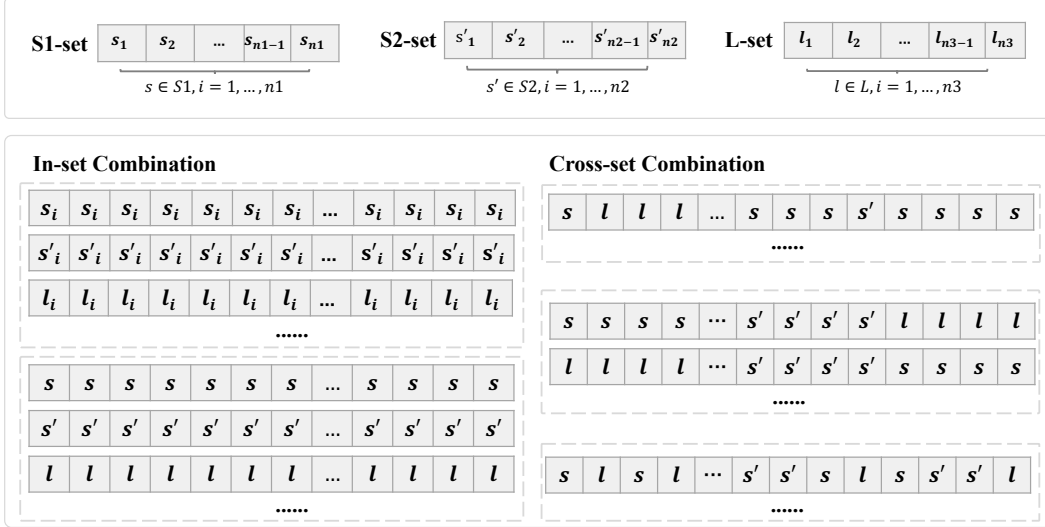 S1-set s₁ s₂ ... sₙ₁₋₁ sₙ₁
s ∈ S1, i = 1, ... , n1
S2-set s′₁ s′₂ ... s′ₙ₂₋₁ s′ₙ₂
s′ ∈ S2, i = 1, ... , n2
L-set l₁ l₂ ... lₙ₃₋₁ lₙ₃
l ∈ L, i = 1, ... , n3
In-set Combination
sᵢ sᵢ sᵢ sᵢ sᵢ sᵢ sᵢ ... sᵢ sᵢ sᵢ sᵢ
s′ᵢ s′ᵢ s′ᵢ s′ᵢ s′ᵢ s′ᵢ s′ᵢ ... s′ᵢ s′ᵢ s′ᵢ s′ᵢ
lᵢ lᵢ lᵢ lᵢ lᵢ lᵢ lᵢ ... lᵢ lᵢ lᵢ lᵢ
......
s s s s s s s ... s s s s
s′ s′ s′ s′ s′ s′ s′ ... s′ s′ s′ s′
l l l l l l l ... l l l l
......
Cross-set Combination
s l l l ... s s s s′ s s s s
......
s s s s ... s′ s′ s′ s′ l l l l
l l l l ... s′ s′ s′ s′ s s s s
......
s l s l ... s′ s′ s l s s′ s′ l
......